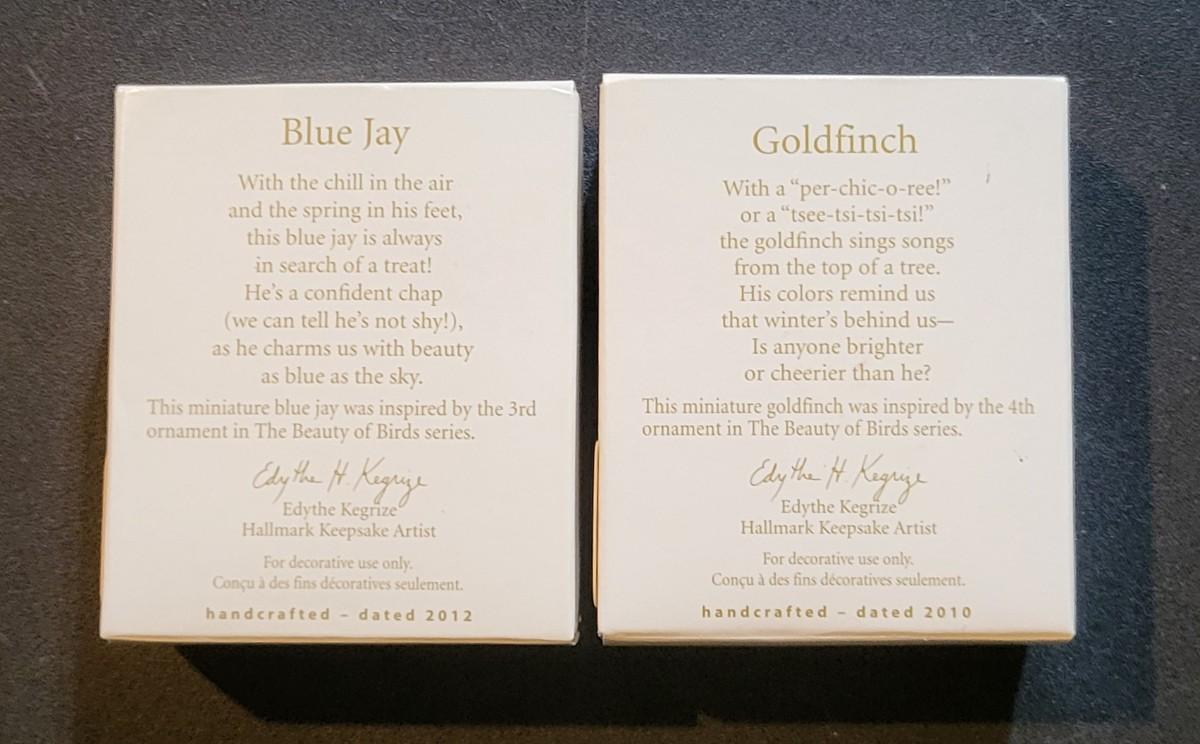 Blue Jay
With the chill in the air
and the spring in his feet,
this blue jay is always
in search of a treat!
He's a confident chap
(we can tell he's not shy!),
as he charms us with beauty
as blue as the sky.
This miniature blue jay was inspired by the 3rd
ornament in The Beauty of Birds series.
Edythe H. Kegrize
Edythe Kegrize
Hallmark Keepsake Artist
For decorative use only.
Conçu à des fins décoratives seulement.
handcrafted – dated 2012
Goldfinch
With a “per-chic-o-ree!”
or a “tsee-tsi-tsi-tsi!”
the goldfinch sings songs
from the top of a tree.
His colors remind us
that winter's behind us—
Is anyone brighter
or cheerier than he?
This miniature goldfinch was inspired by the 4th
ornament in The Beauty of Birds series.
Edythe H. Kegrize
Edythe Kegrize
Hallmark Keepsake Artist
For decorative use only.
Conçu à des fins décoratives seulement.
handcrafted – dated 2010